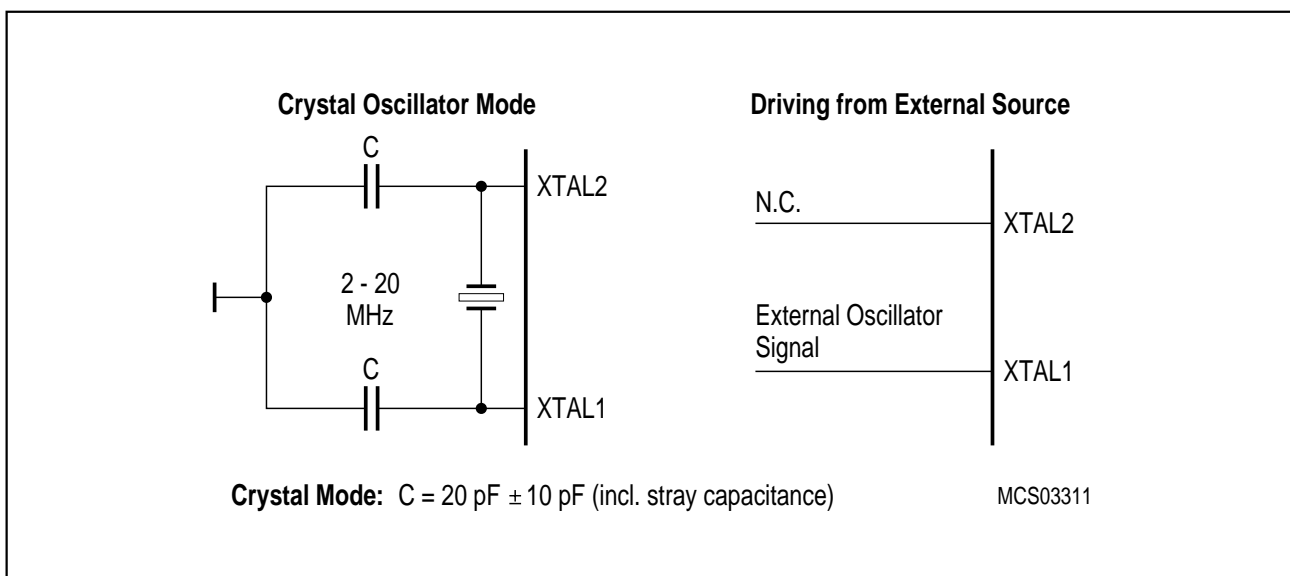 Crystal Oscillator Mode
C
XTAL2
2 - 20
MHz
C
XTAL1
Driving from External Source
N.C.
XTAL2
External Oscillator
Signal
XTAL1
Crystal Mode: C = 20 pF ± 10 pF (incl. stray capacitance)
MCS03311